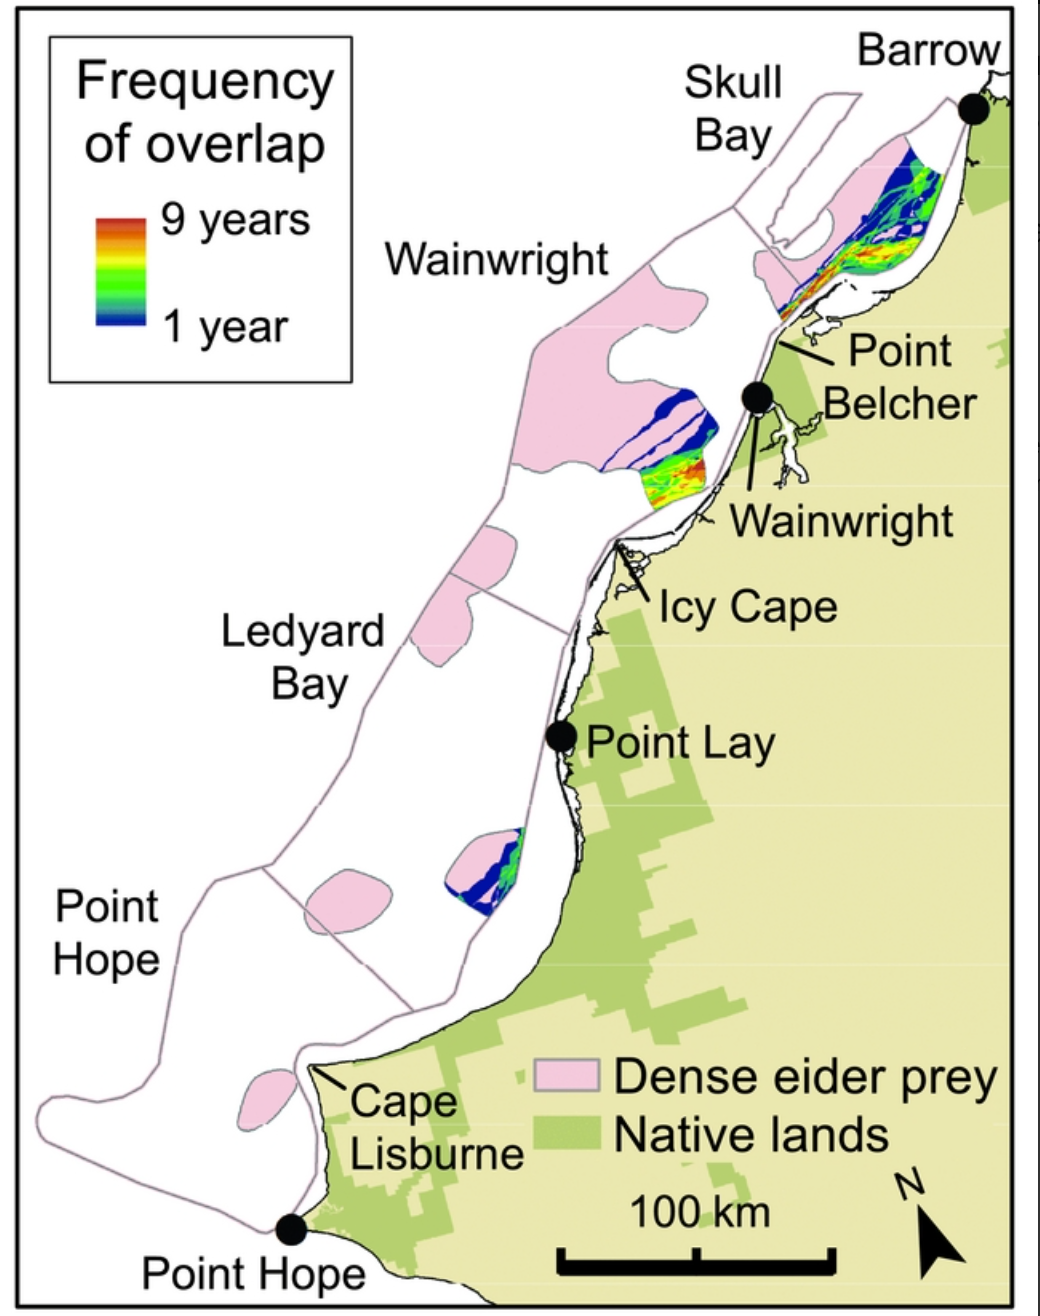 Frequency
of overlap
9 years
1 year
Barrow
Skull
Bay
Wainwright
Point
Belcher
Wainwright
Icy Cape
Ledyard
Bay
Point Lay
Point
Hope
Dense eider prey
Native lands
Cape
Lisburne
100 km
N
Point Hope